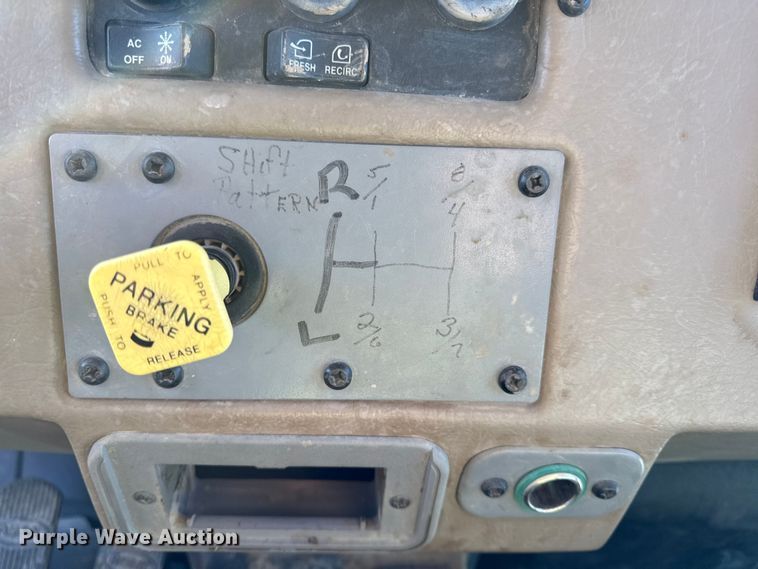 AC
OFF ON
FRESH RECIRC
SHift
PattERN
R 5/1 8/4
L 2/6 3/7
PULL TO
APPLY
PARKING
BRAKE
PUSH TO
RELEASE
Purple Wave Auction